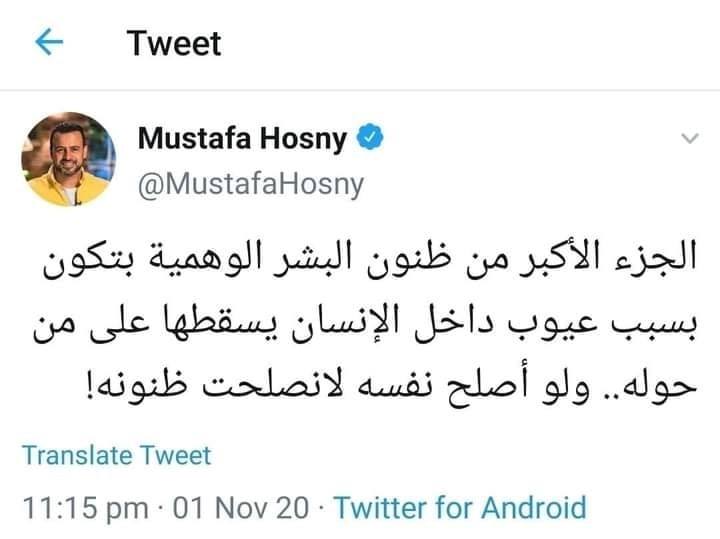 Tweet
Mustafa Hosny
@MustafaHosny
الجزء الأكبر من ظنون البشر الوهمية بتكون
بسبب عيوب داخل الإنسان يسقطها على من
حوله.. ولو أصلح نفسه لانصلحت ظنونه!
Translate Tweet
11:15 pm · 01 Nov 20 · Twitter for Android